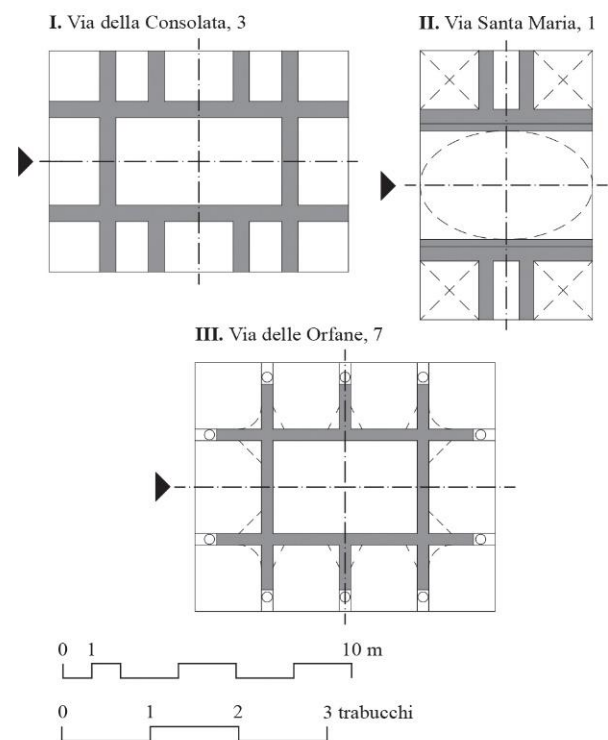 I. Via della Consolata, 3
II. Via Santa Maria, 1
III. Via delle Orfane, 7
0 1 10 m
0 1 2 3 trabucchi